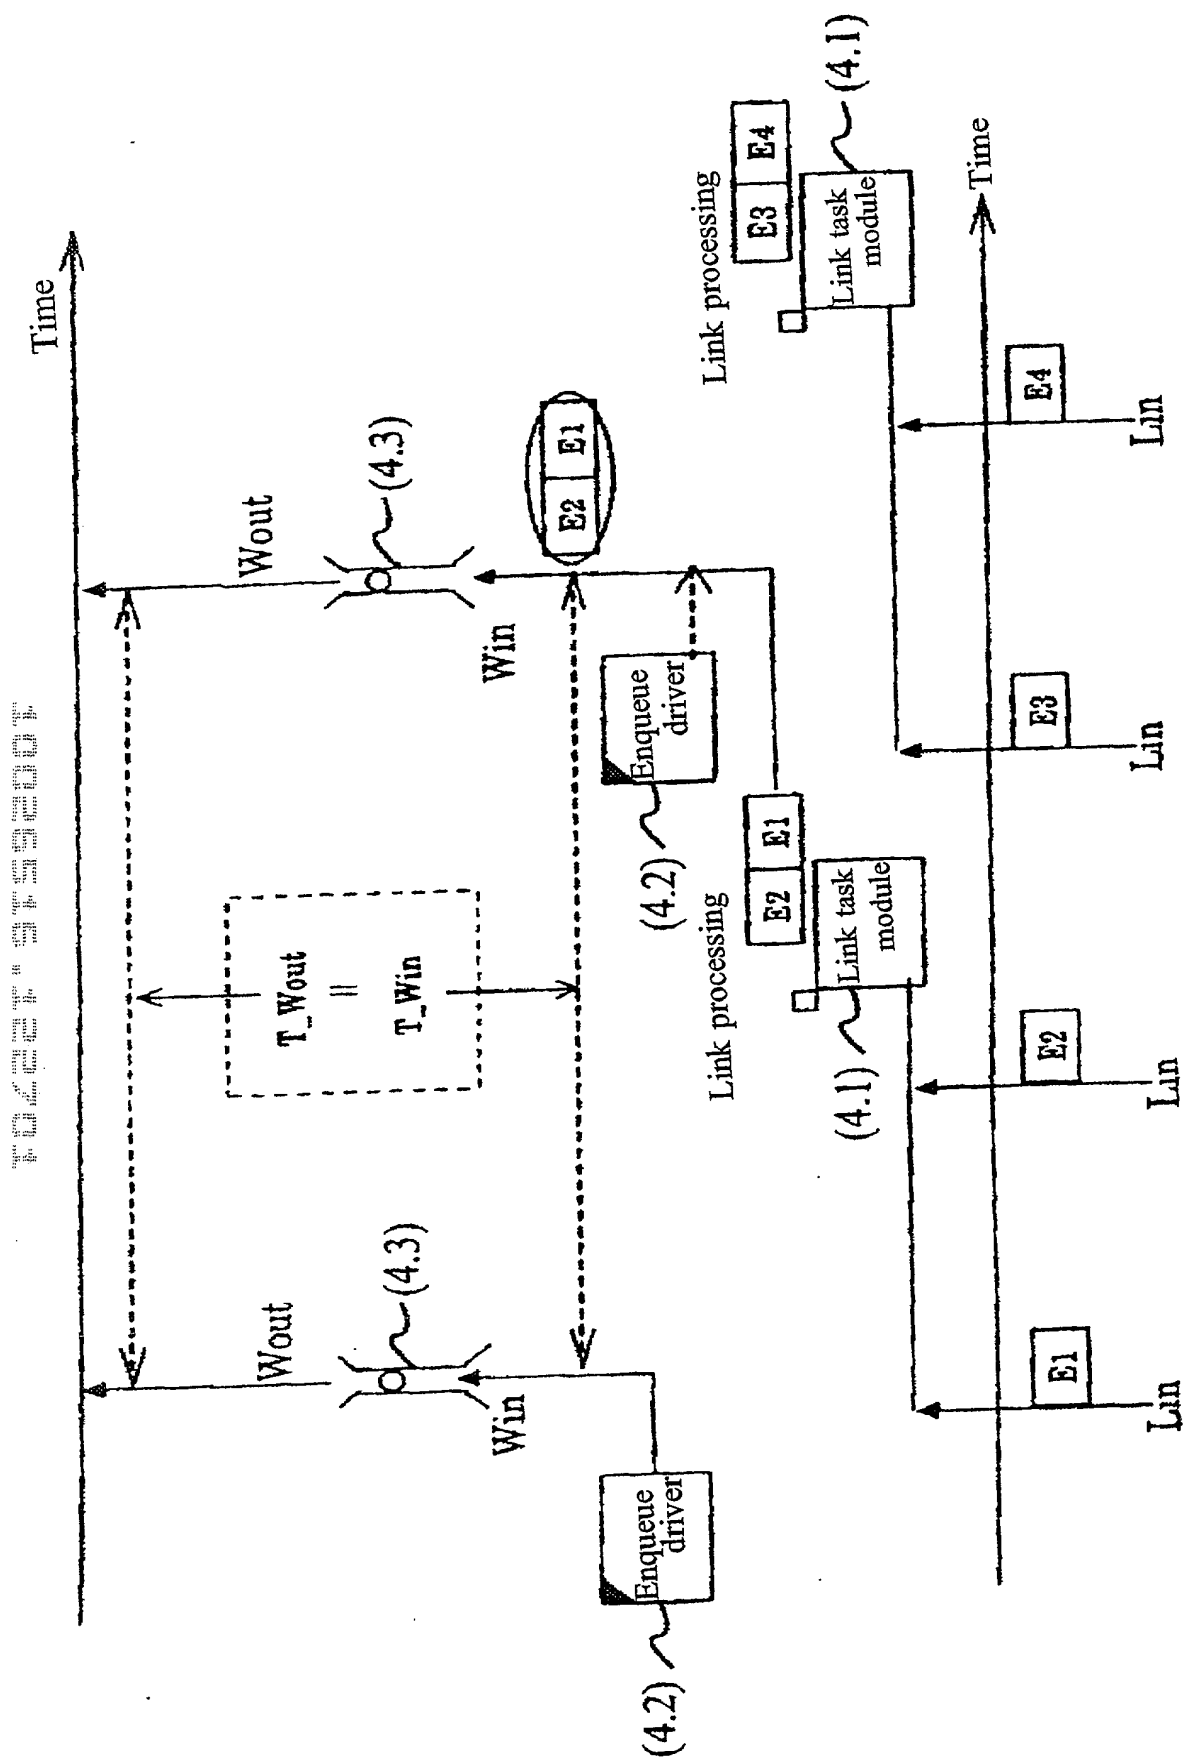 10026516.122701
Time
Wout
Wout
(4.3)
(4.3)
T_Wout
=
T_Win
Win
Win
E2 E1
Enqueue
driver
(4.2)
Enqueue
driver
(4.2)
Link processing
E2 E1
Link task
module
(4.1)
Link processing
E3 E4
Link task
module
(4.1)
Time
E1
E2
E3
E4
Lin
Lin
Lin
Lin